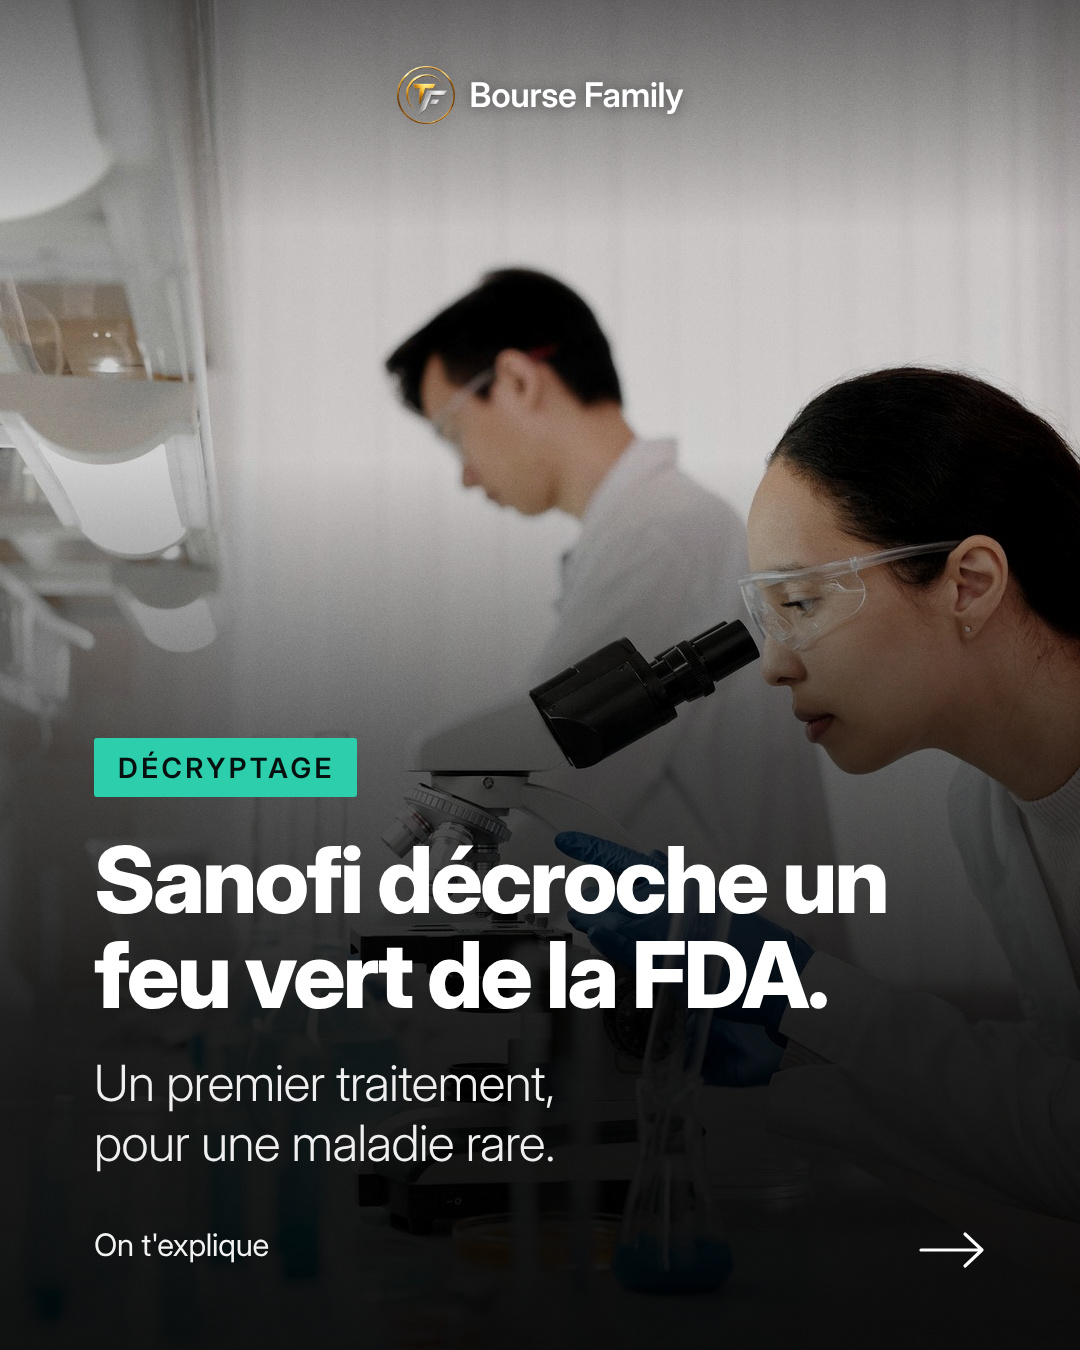 Bourse Family
DÉCRYPTAGE
Sanofi décroche un
feu vert de la FDA.
Un premier traitement,
pour une maladie rare.
On t'explique